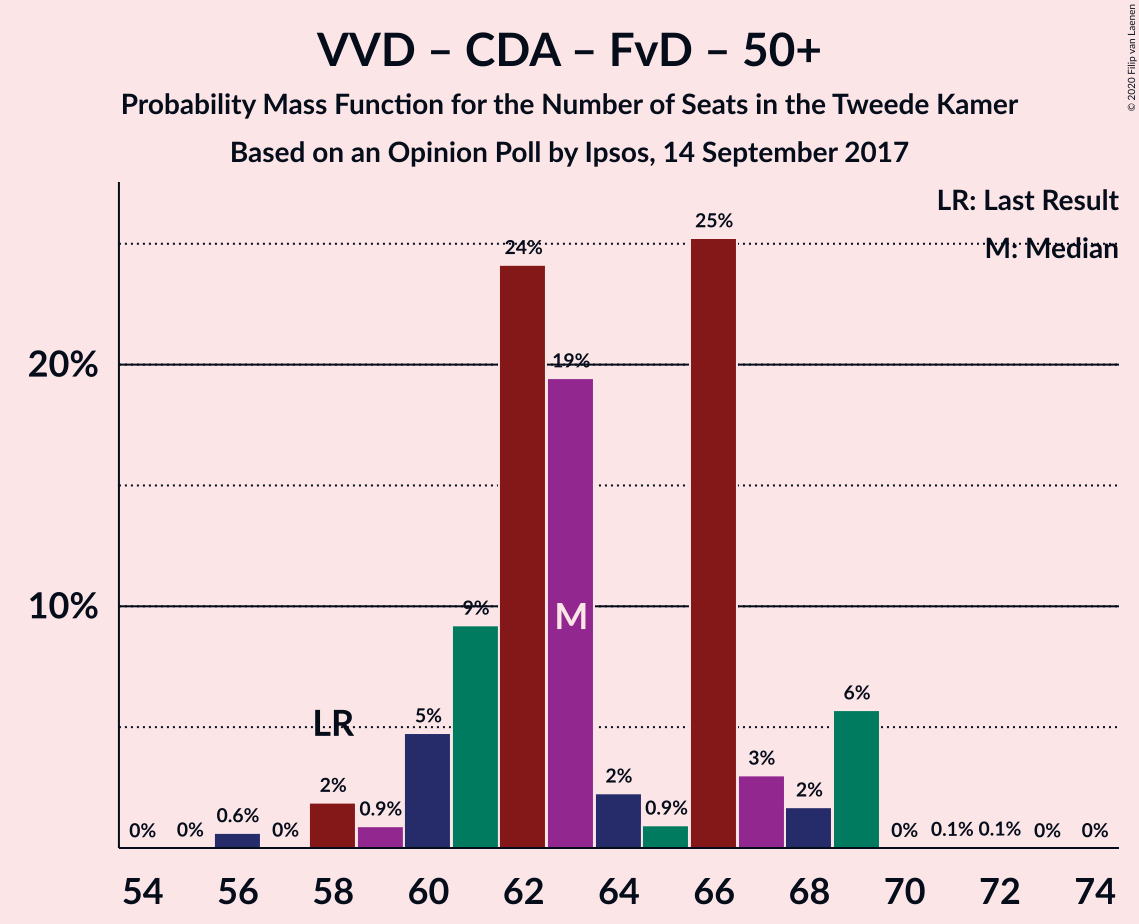 VVD – CDA – FvD – 50+
Probability Mass Function for the Number of Seats in the Tweede Kamer
Based on an Opinion Poll by Ipsos, 14 September 2017
© 2020 Filip van Laenen
LR: Last Result
M: Median
20%
10%
0% 0% 0.6% 0% 2% 0.9% 5% 9% 24% 19% 2% 0.9% 25% 3% 2% 6% 0% 0.1% 0.1% 0% 0%
LR
M
54 56 58 60 62 64 66 68 70 72 74